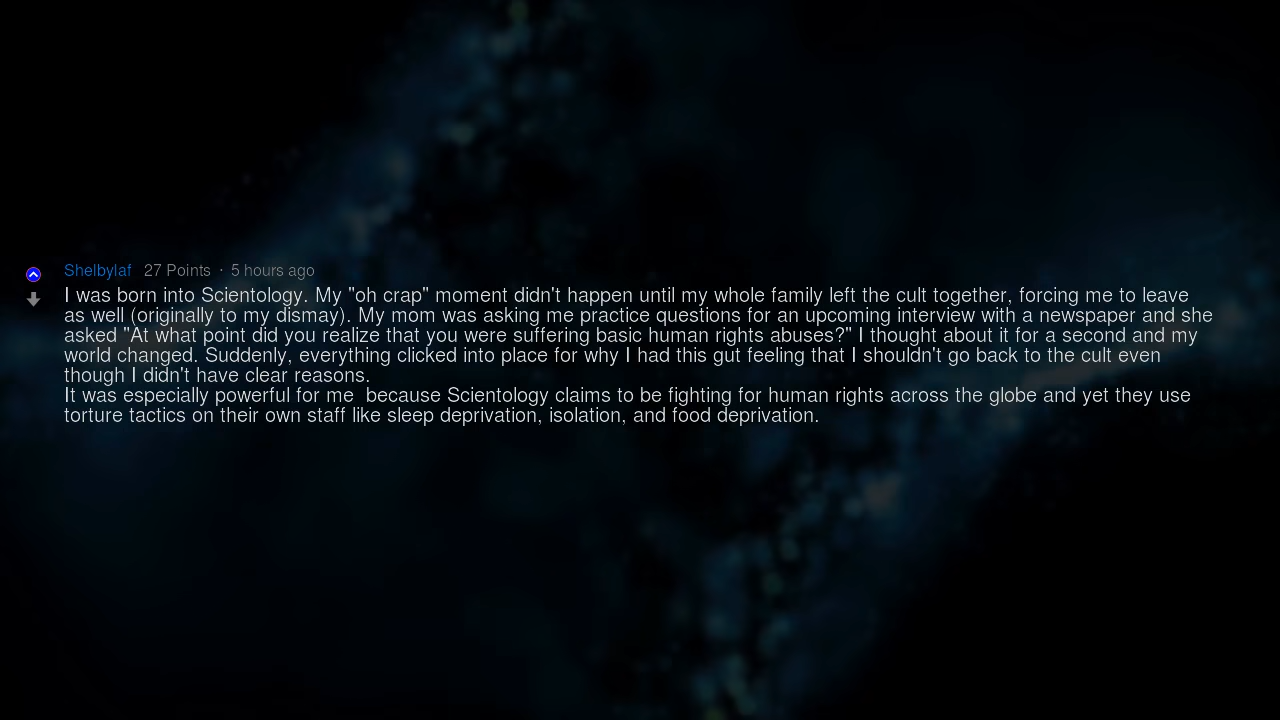 Shelbylaf 27 Points · 5 hours ago
I was born into Scientology. My "oh crap" moment didn't happen until my whole family left the cult together, forcing me to leave
as well (originally to my dismay). My mom was asking me practice questions for an upcoming interview with a newspaper and she
asked "At what point did you realize that you were suffering basic human rights abuses?" I thought about it for a second and my
world changed. Suddenly, everything clicked into place for why I had this gut feeling that I shouldn't go back to the cult even
though I didn't have clear reasons.
It was especially powerful for me  because Scientology claims to be fighting for human rights across the globe and yet they use
torture tactics on their own staff like sleep deprivation, isolation, and food deprivation.